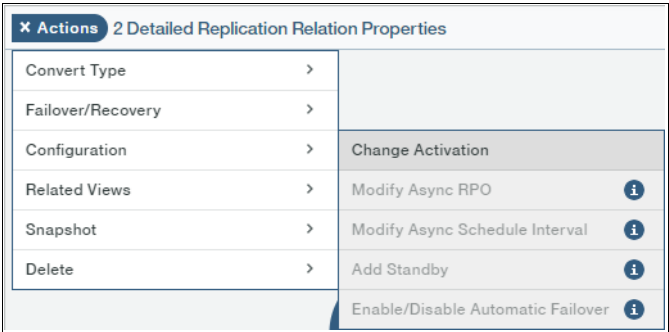 × Actions 2 Detailed Replication Relation Properties
Convert Type >
Failover/Recovery >
Configuration > Change Activation
Related Views > Modify Async RPO i
Snapshot > Modify Async Schedule Interval i
Delete > Add Standby i
Enable/Disable Automatic Failover i